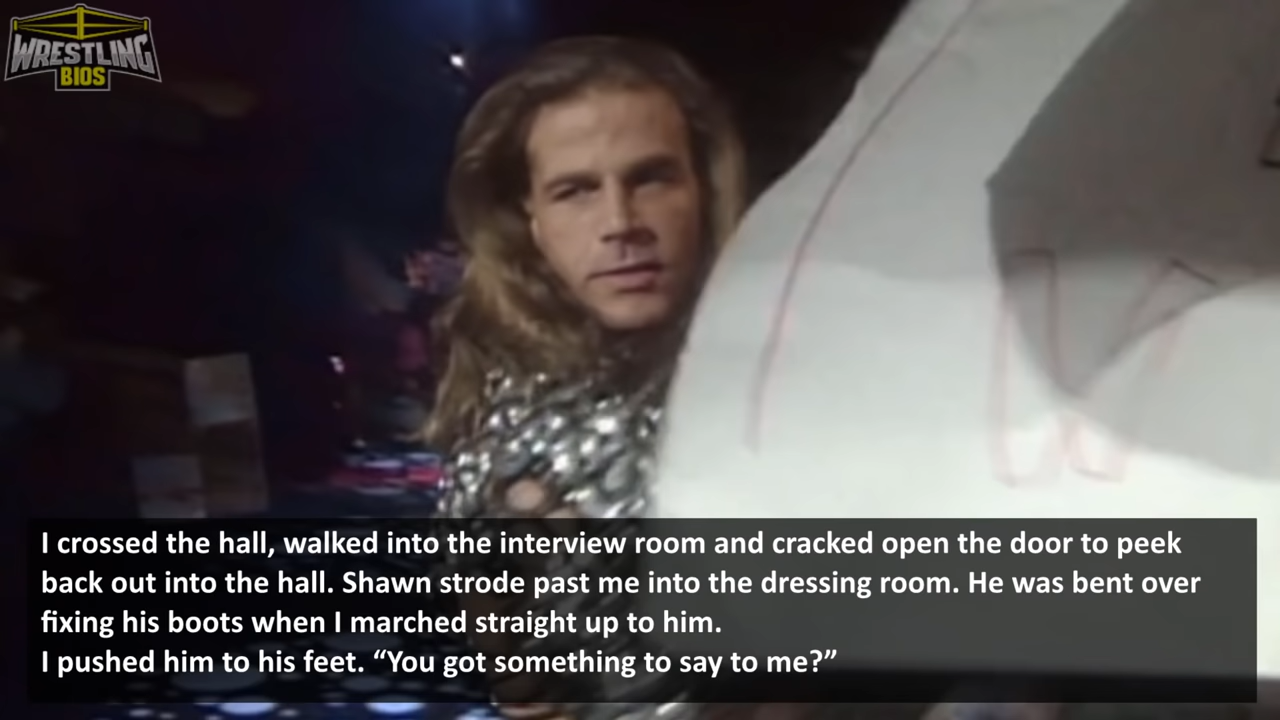 WRESTLING
BIOS
I crossed the hall, walked into the interview room and cracked open the door to peek
back out into the hall. Shawn strode past me into the dressing room. He was bent over
fixing his boots when I marched straight up to him.
I pushed him to his feet. “You got something to say to me?”